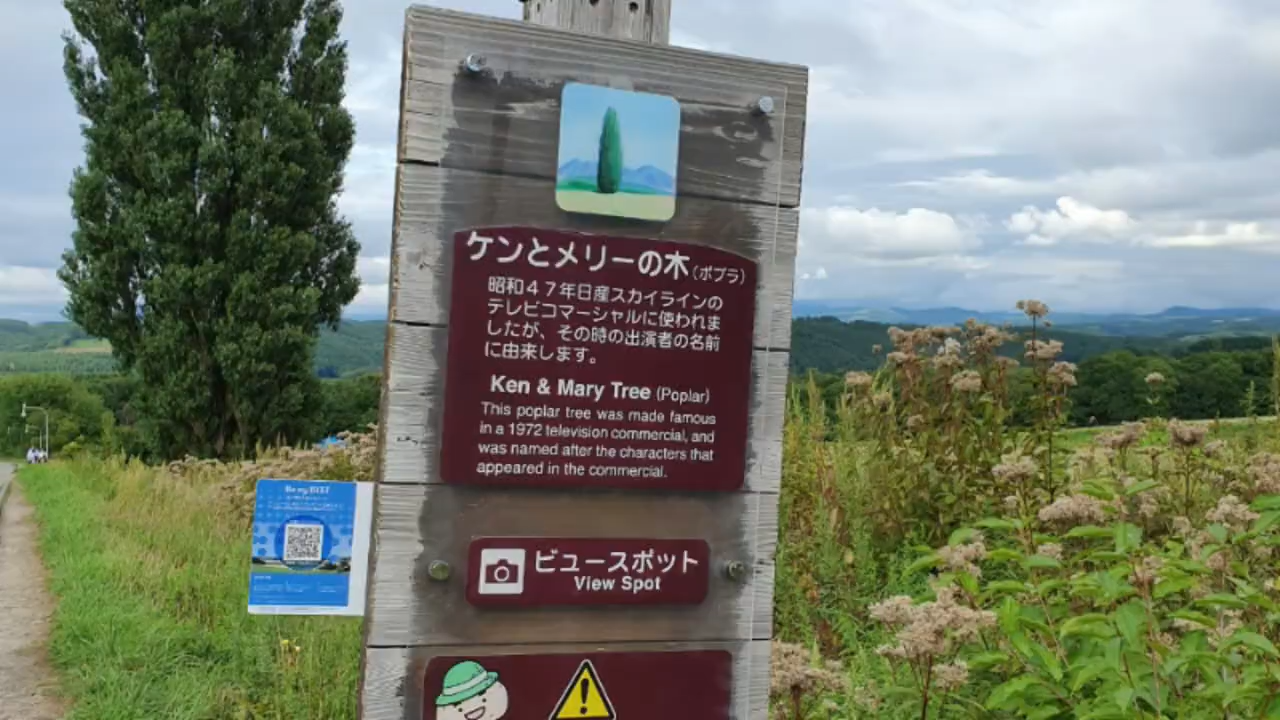 ケンとメリーの木(ポプラ)
昭和47年日産スカイラインの
テレビコマーシャルに使われま
したが、その時の出演者の名前
に由来します。
Ken & Mary Tree (Poplar)
This poplar tree was made famous
in a 1972 television commercial, and
was named after the characters that
appeared in the commercial.
ビュースポット
View Spot